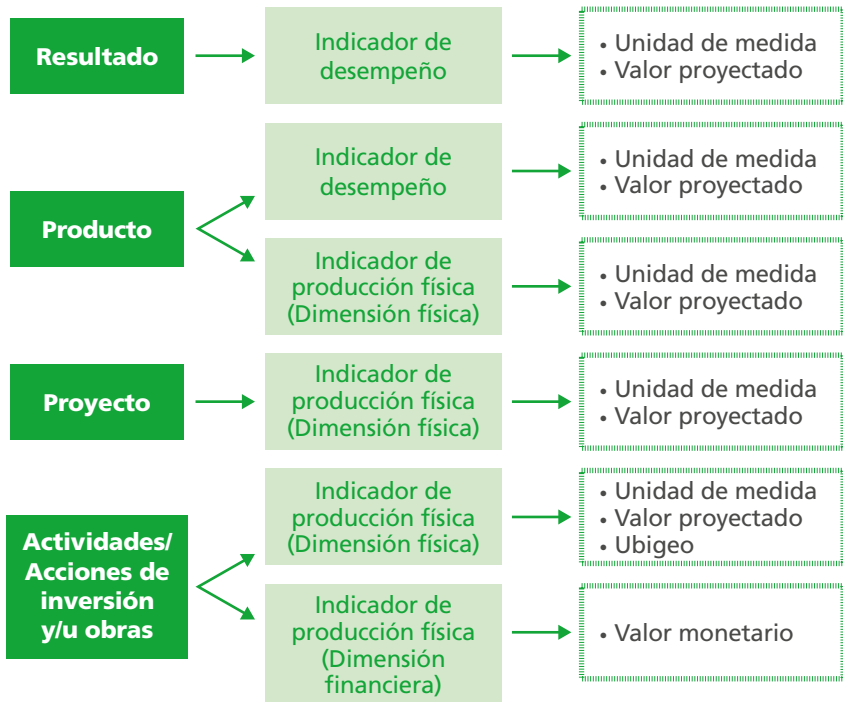 Resultado
Indicador de
desempeño
• Unidad de medida
• Valor proyectado
Producto
Indicador de
desempeño
• Unidad de medida
• Valor proyectado
Indicador de
producción física
(Dimensión física)
• Unidad de medida
• Valor proyectado
Proyecto
Indicador de
producción física
(Dimensión física)
• Unidad de medida
• Valor proyectado
Actividades/
Acciones de
inversión
y/u obras
Indicador de
producción física
(Dimensión física)
• Unidad de medida
• Valor proyectado
• Ubigeo
Indicador de
producción física
(Dimensión
financiera)
• Valor monetario